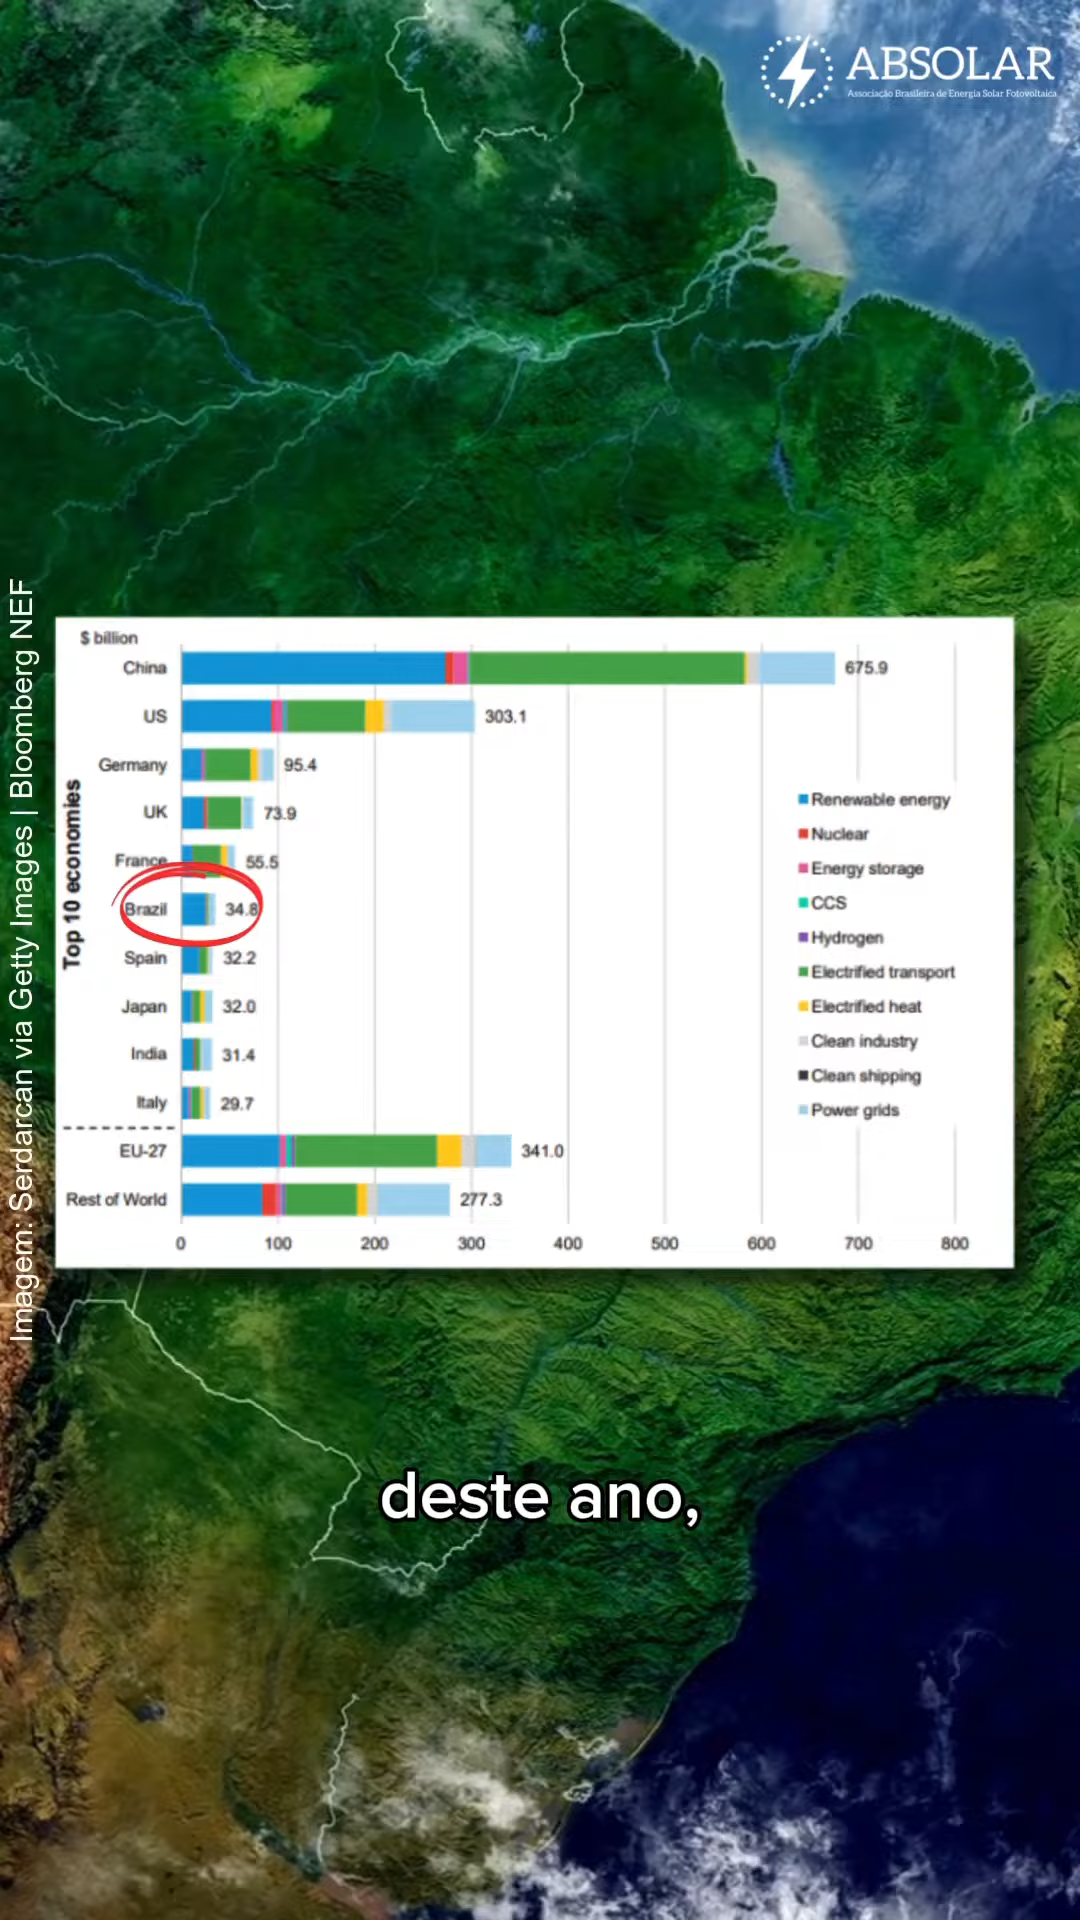 ABSOLAR
Associação Brasileira de Energia Solar Fotovoltaica
Imagem: Serdarcan via Getty Images | Bloomberg NEF
$ billion
Top 10 economies
China 675.9
US 303.1
Germany 95.4
UK 73.9
France 55.5
Brazil 34.8
Spain 32.2
Japan 32.0
India 31.4
Italy 29.7
EU-27 341.0
Rest of World 277.3
0 100 200 300 400 500 600 700 800
Renewable energy
Nuclear
Energy storage
CCS
Hydrogen
Electrified transport
Electrified heat
Clean industry
Clean shipping
Power grids
deste ano,